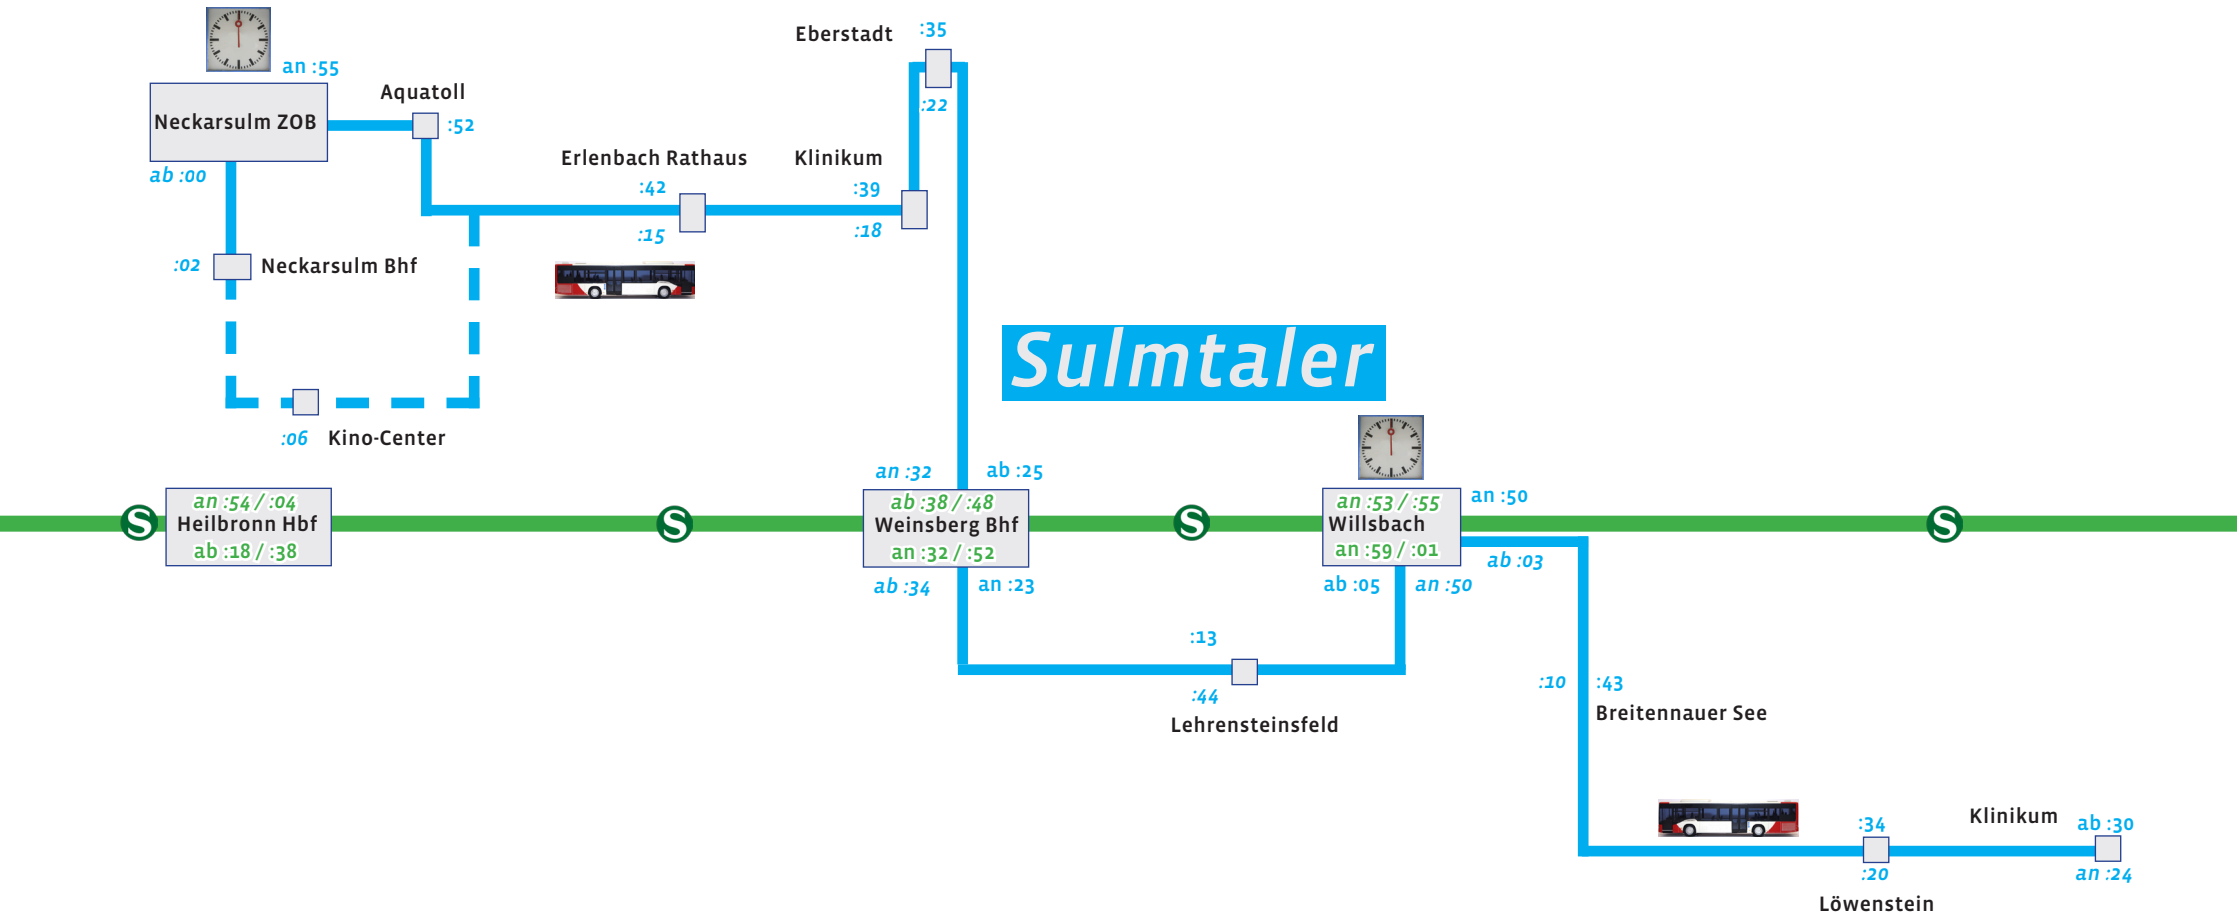 Eberstadt :35
an :55
Aquatoll
Neckarsulm ZOB
:52
:22
Erlenbach Rathaus Klinikum
ab :00
:42 :39
:15 :18
:02 Neckarsulm Bhf
Sulmtaler
:06 Kino-Center
an :32 ab :25
an :54 / :04
Heilbronn Hbf
ab :18 / :38
ab :38 / :48
Weinsberg Bhf
an :32 / :52
an :53 / :55
Willsbach
an :59 / :01
an :50
S S S S
ab :03
ab :34 an :23
ab :05 an :50
:13
:44
Lehrensteinsfeld
:10 :43
Breitennauer See
Klinikum
:34 ab :30
:20 an :24
Löwenstein